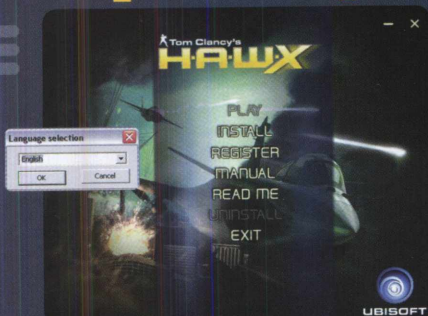 Tom Clancy's
H.A.W.X
PLAY
INSTALL
REGISTER
MANUAL
READ ME
UNINSTALL
EXIT
Language selection
English
OK
Cancel
UBISOFT